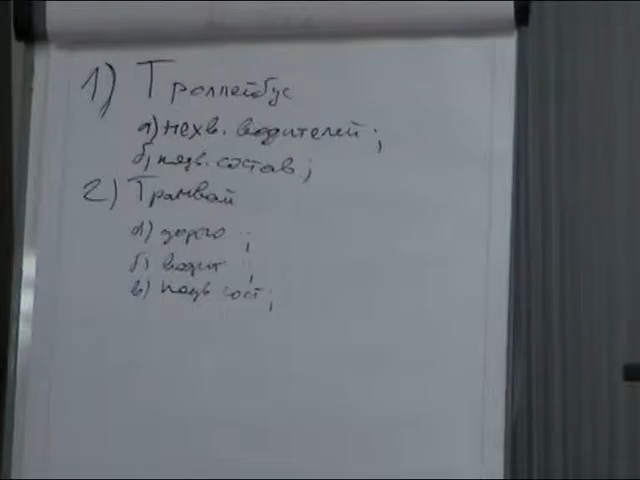 1) Троллейбус
а) нехв. водителей;
б) подв. состав;
2) Трамвай
а) дорого ;
б) водит ;
в) подв сост;